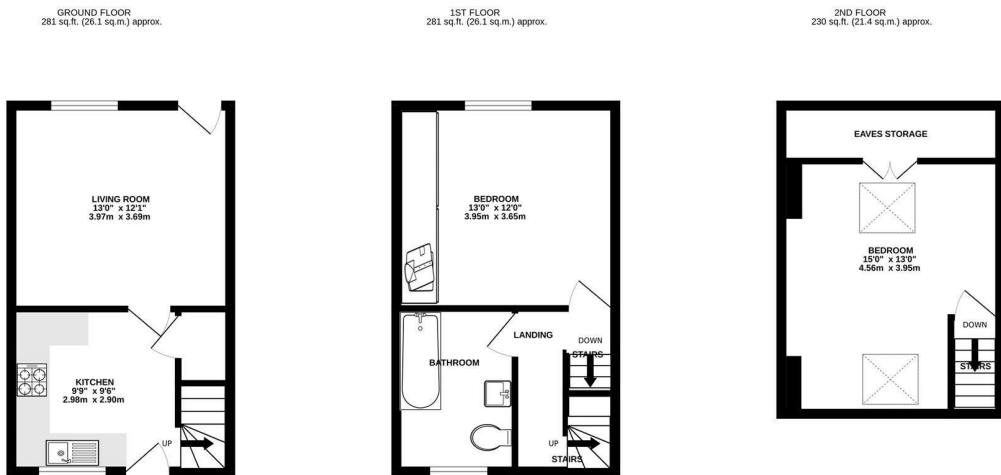 GROUND FLOOR
281 sq.ft. (26.1 sq.m.) approx.
1ST FLOOR
281 sq.ft. (26.1 sq.m.) approx.
2ND FLOOR
230 sq.ft. (21.4 sq.m.) approx.
LIVING ROOM
13'0" x 12'1"
3.97m x 3.69m
KITCHEN
9'9" x 9'6"
2.98m x 2.90m
UP
BEDROOM
13'0" x 12'0"
3.95m x 3.65m
LANDING
DOWN
STAIRS
BATHROOM
UP
STAIRS
EAVES STORAGE
BEDROOM
15'0" x 13'0"
4.56m x 3.95m
DOWN
STAIRS